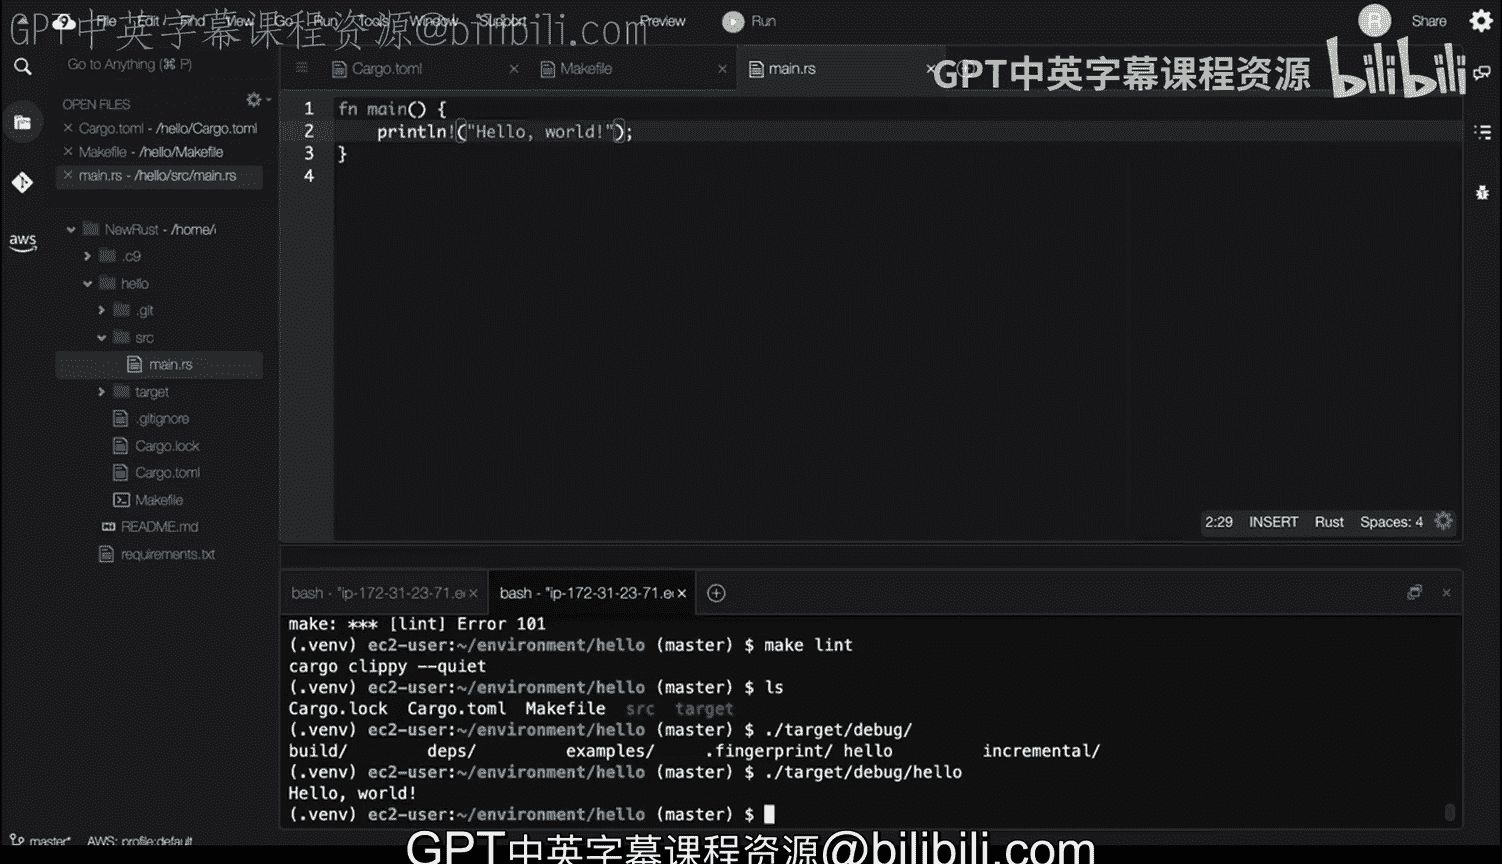 File Edit Find View Go Run Tools Window Support Preview Run R Share
GPT中英字幕课程资源@bilibili.com
Go to Anything (⌘ P)
Cargo.toml Makefile main.rs
GPT中英字幕课程资源 bilibili
OPEN FILES
Cargo.toml - /hello/Cargo.toml
Makefile - /hello/Makefile
main.rs - /hello/src/main.rs
aws
NewRust - /home/
.c9
hello
.git
src
main.rs
target
.gitignore
Cargo.lock
Cargo.toml
Makefile
README.md
requirements.txt
1 fn main() {
2 println!("Hello, world!");
3 }
4
2:29 INSERT Rust Spaces: 4
bash - "ip-172-31-23-71.e bash - "ip-172-31-23-71.e
make: *** [lint] Error 101
(.venv) ec2-user:~/environment/hello (master) $ make lint
cargo clippy --quiet
(.venv) ec2-user:~/environment/hello (master) $ ls
Cargo.lock Cargo.toml Makefile src target
(.venv) ec2-user:~/environment/hello (master) $ ./target/debug/
build/ deps/ examples/ .fingerprint/ hello incremental/
(.venv) ec2-user:~/environment/hello (master) $ ./target/debug/hello
Hello, world!
(.venv) ec2-user:~/environment/hello (master) $
master* AWS: profile:default
GPT中英字幕课程资源@bilibili.com